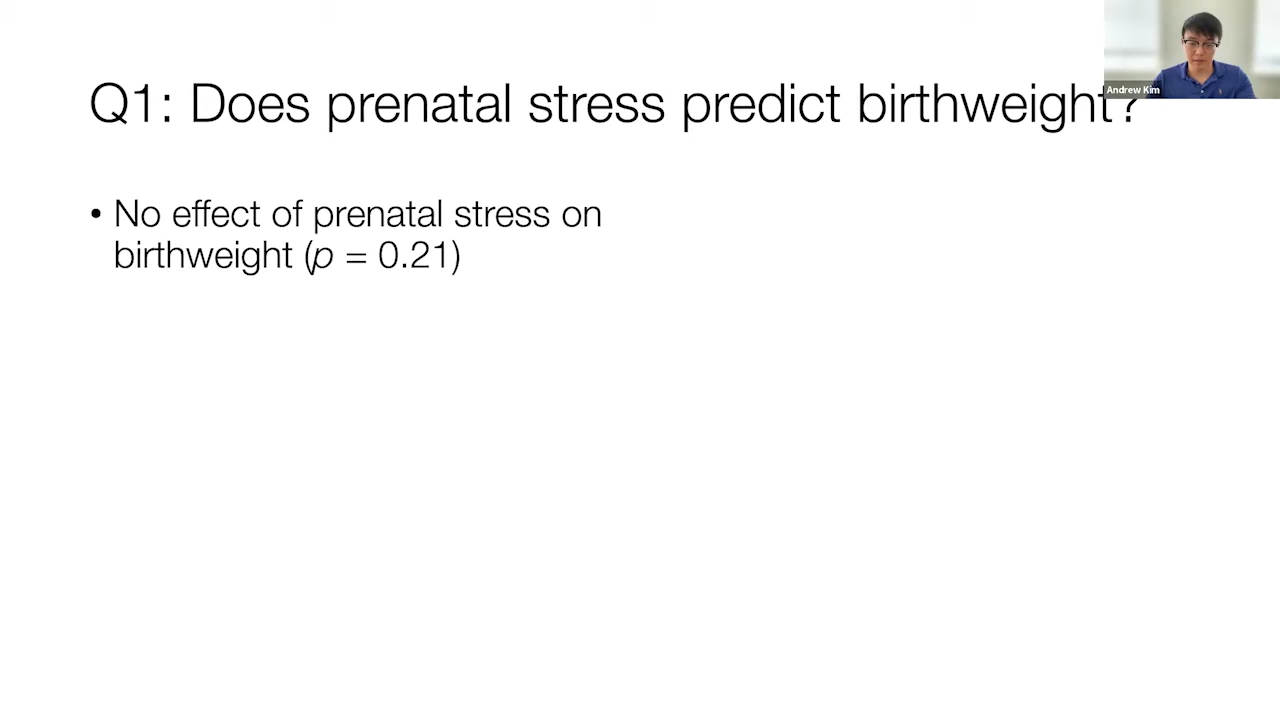 Q1: Does prenatal stress predict birthweight?
Andrew Kim
• No effect of prenatal stress on
birthweight (p = 0.21)